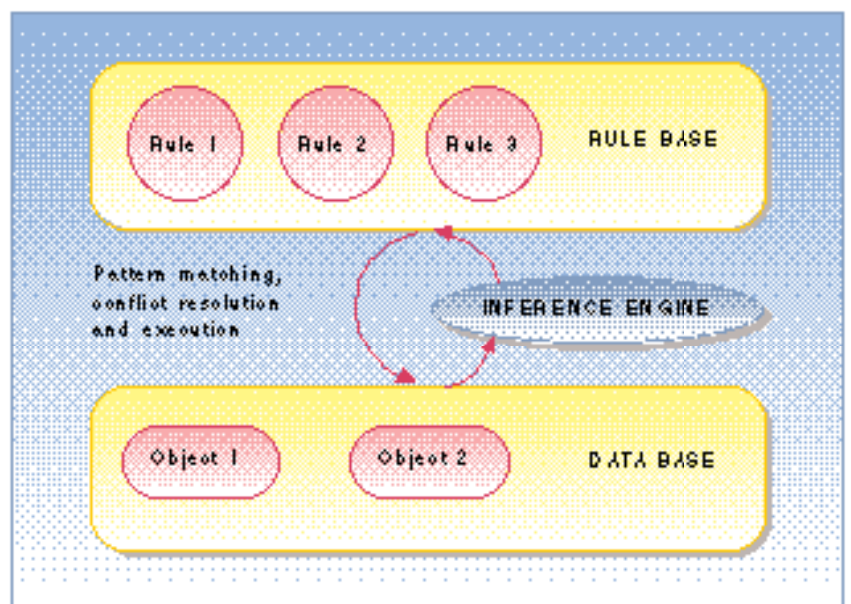 Rule 1
Rule 2
Rule 3
RULE BASE
Pattern matching,
conflict resolution
and execution
INFERENCE ENGINE
Object 1
Object 2
DATA BASE